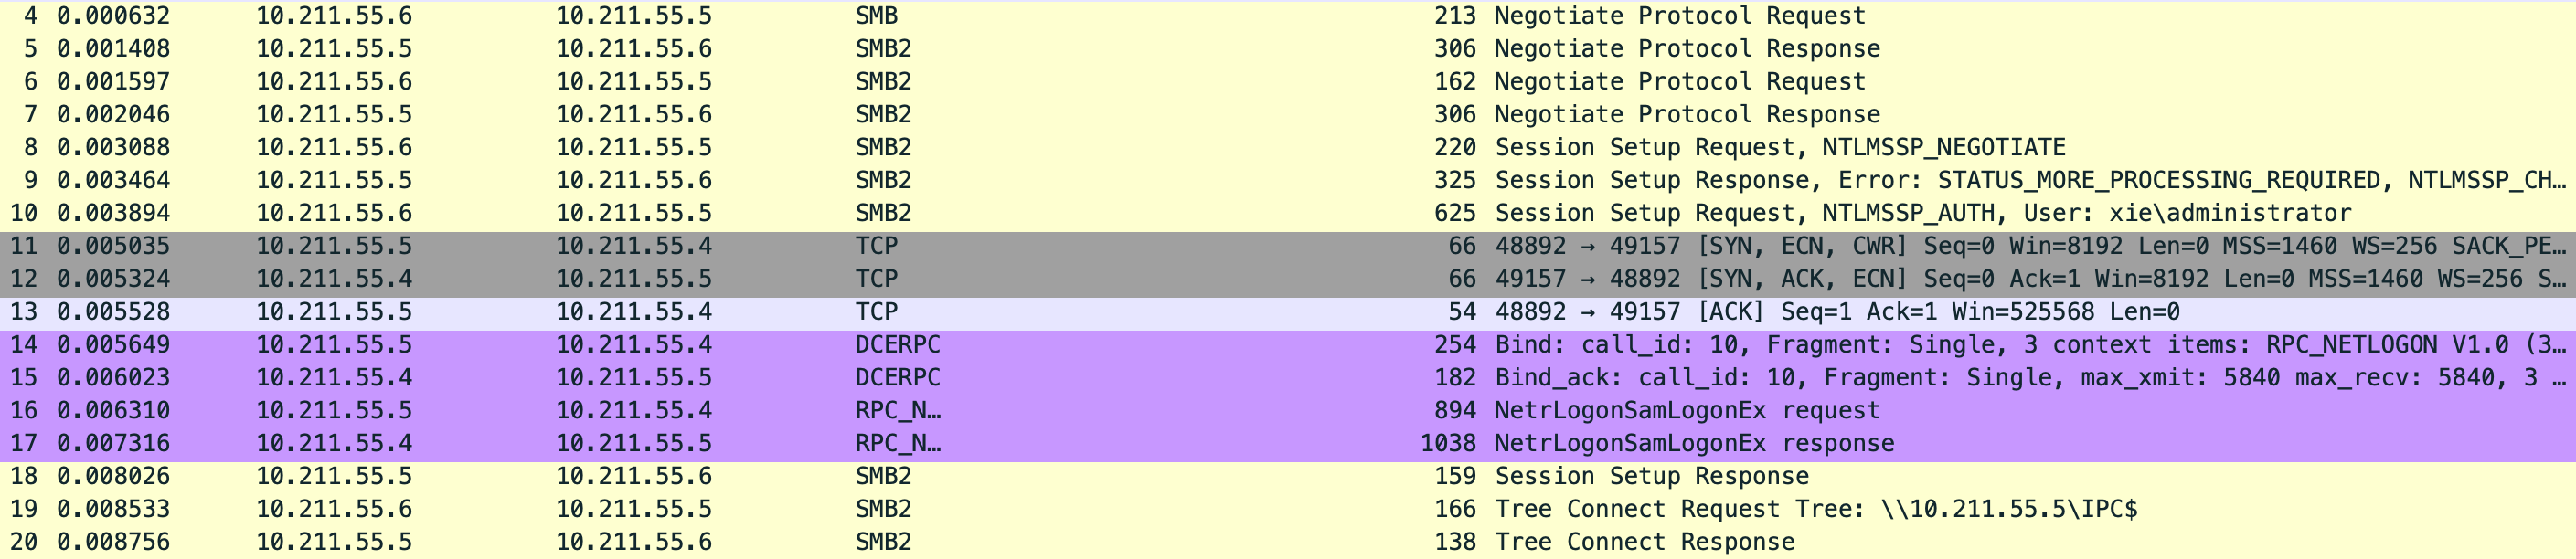 4 0.000632 10.211.55.6 10.211.55.5 SMB 213 Negotiate Protocol Request
5 0.001408 10.211.55.5 10.211.55.6 SMB2 306 Negotiate Protocol Response
6 0.001597 10.211.55.6 10.211.55.5 SMB2 162 Negotiate Protocol Request
7 0.002046 10.211.55.5 10.211.55.6 SMB2 306 Negotiate Protocol Response
8 0.003088 10.211.55.6 10.211.55.5 SMB2 220 Session Setup Request, NTLMSSP_NEGOTIATE
9 0.003464 10.211.55.5 10.211.55.6 SMB2 325 Session Setup Response, Error: STATUS_MORE_PROCESSING_REQUIRED, NTLMSSP_CH…
10 0.003894 10.211.55.6 10.211.55.5 SMB2 625 Session Setup Request, NTLMSSP_AUTH, User: xie\administrator
11 0.005035 10.211.55.5 10.211.55.4 TCP 66 48892 → 49157 [SYN, ECN, CWR] Seq=0 Win=8192 Len=0 MSS=1460 WS=256 SACK_PE…
12 0.005324 10.211.55.4 10.211.55.5 TCP 66 49157 → 48892 [SYN, ACK, ECN] Seq=0 Ack=1 Win=8192 Len=0 MSS=1460 WS=256 S…
13 0.005528 10.211.55.5 10.211.55.4 TCP 54 48892 → 49157 [ACK] Seq=1 Ack=1 Win=525568 Len=0
14 0.005649 10.211.55.5 10.211.55.4 DCERPC 254 Bind: call_id: 10, Fragment: Single, 3 context items: RPC_NETLOGON V1.0 (3…
15 0.006023 10.211.55.4 10.211.55.5 DCERPC 182 Bind_ack: call_id: 10, Fragment: Single, max_xmit: 5840 max_recv: 5840, 3 …
16 0.006310 10.211.55.5 10.211.55.4 RPC_N… 894 NetrLogonSamLogonEx request
17 0.007316 10.211.55.4 10.211.55.5 RPC_N… 1038 NetrLogonSamLogonEx response
18 0.008026 10.211.55.5 10.211.55.6 SMB2 159 Session Setup Response
19 0.008533 10.211.55.6 10.211.55.5 SMB2 166 Tree Connect Request Tree: \\10.211.55.5\IPC$
20 0.008756 10.211.55.5 10.211.55.6 SMB2 138 Tree Connect Response